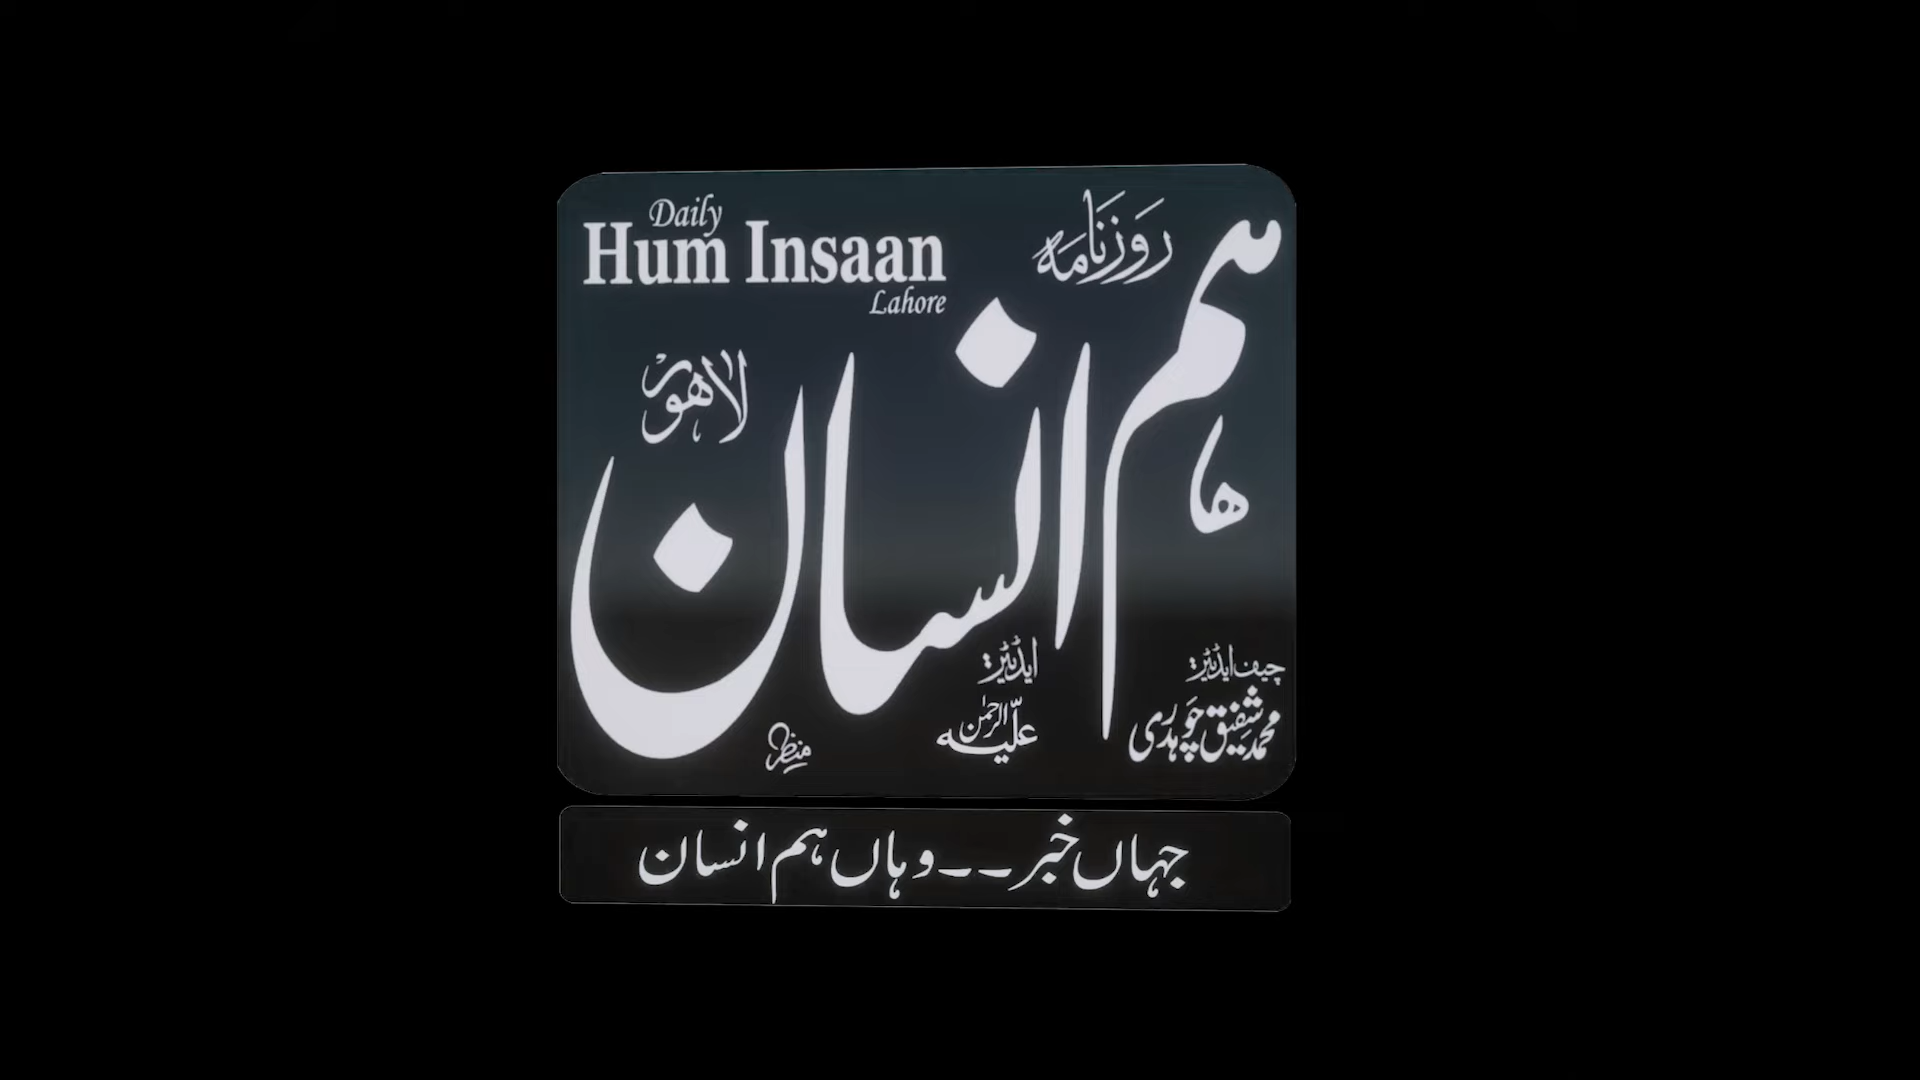 Daily
Hum Insaan
Lahore
روزنامہ
ہم انسان
لاہور
چیف ایڈیٹر
محمد شفیق چوہدری
ایڈیٹر
علیہ الرحمٰن
جہاں خبر ۔۔ وہاں ہم انسان